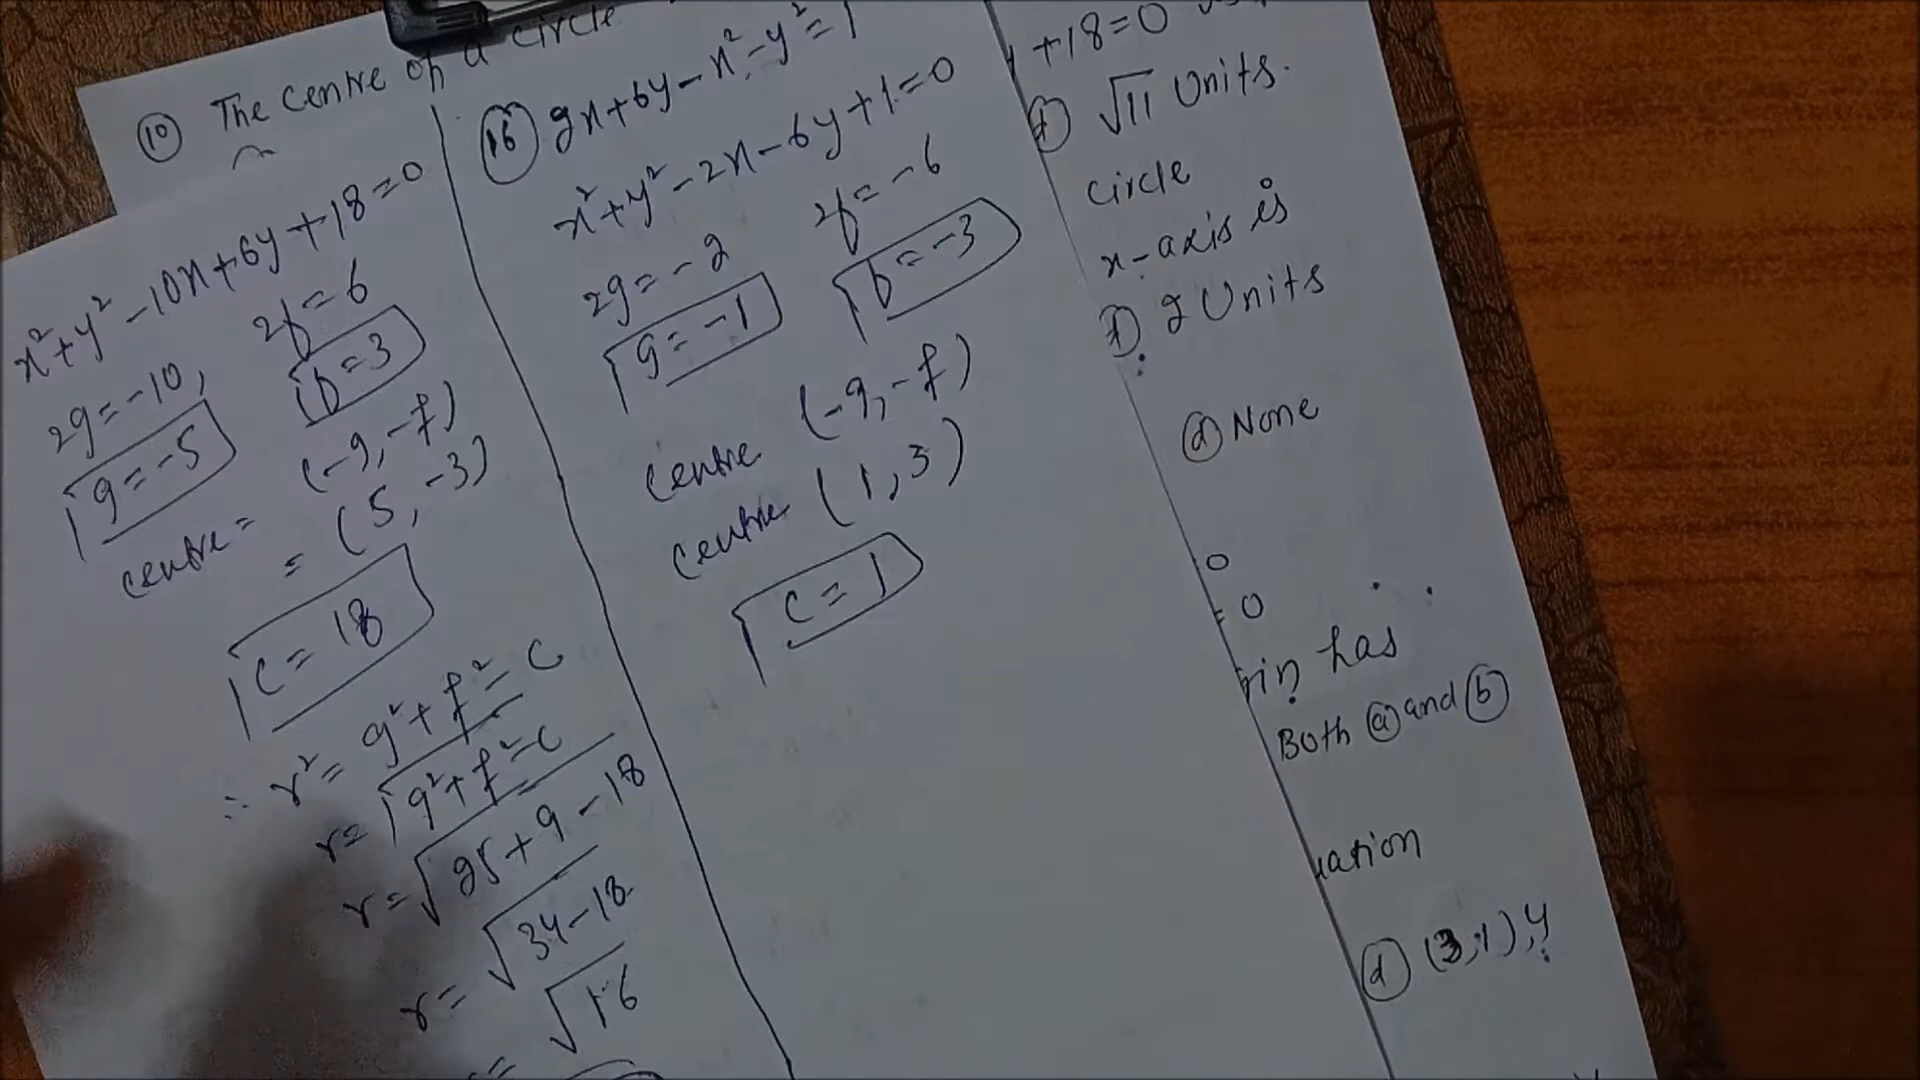 ⑩ The Centre of a circle
x²+y²-10x+6y+18=0
2g=-10, 2f=6
g=-5 f=3
centre= (-g,-f)
= (5,-3)
c=18
∴ r²= g²+f²-c
r= √g²+f²-c
r= √25+9-18
r= √34-18
= √16
⑯ 2x+6y-x²-y²=1
x²+y²-2x-6y+1=0
2g=-2 2f=-6
g=-1 f=-3
centre (-g,-f)
centre (1,3)
c=1
+18=0
ⓓ √11 Units.
circle
x-axis is
ⓓ 2 Units
ⓓ None
0
= 0
has
Both ⓐ and ⓑ
uation
ⓓ (3,1),4